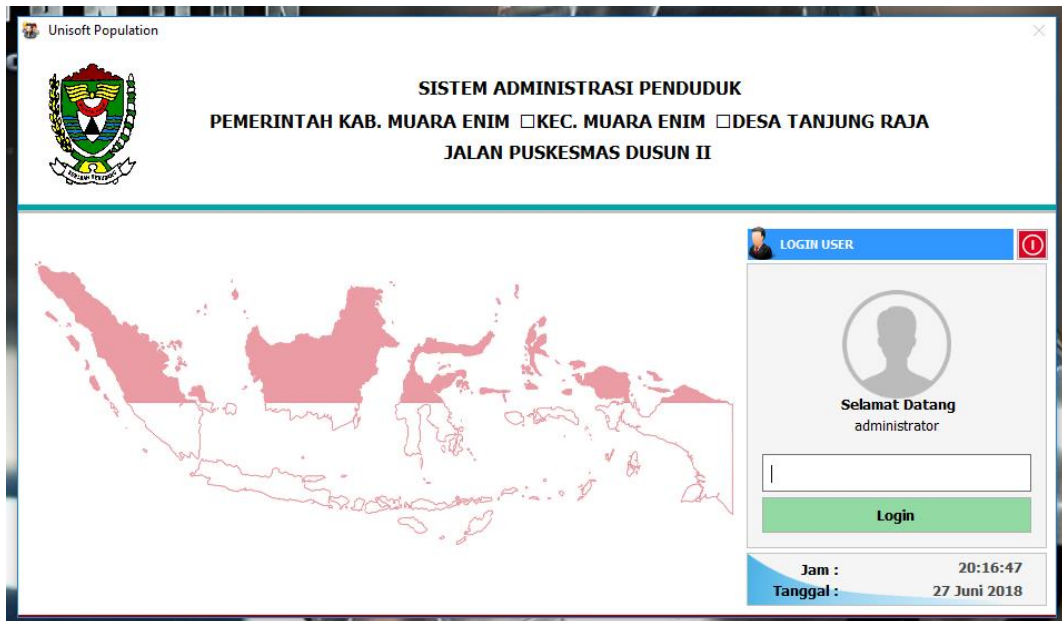 Unisoft Population
SISTEM ADMINISTRASI PENDUDUK
PEMERINTAH KAB. MUARA ENIM □KEC. MUARA ENIM □DESA TANJUNG RAJA
JALAN PUSKESMAS DUSUN II
LOGIN USER
Selamat Datang
administrator
Login
Jam : 20:16:47
Tanggal : 27 Juni 2018